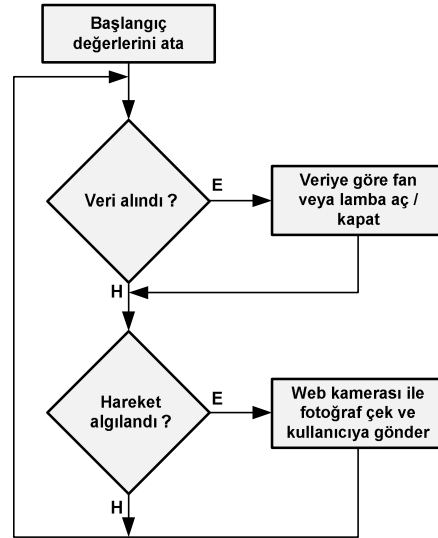 Başlangıç
değerlerini ata
Veri alındı ?
E
Veriye göre fan
veya lamba aç /
kapat
H
Hareket
algılandı ?
E
Web kamerası ile
fotoğraf çek ve
kullanıcıya gönder
H